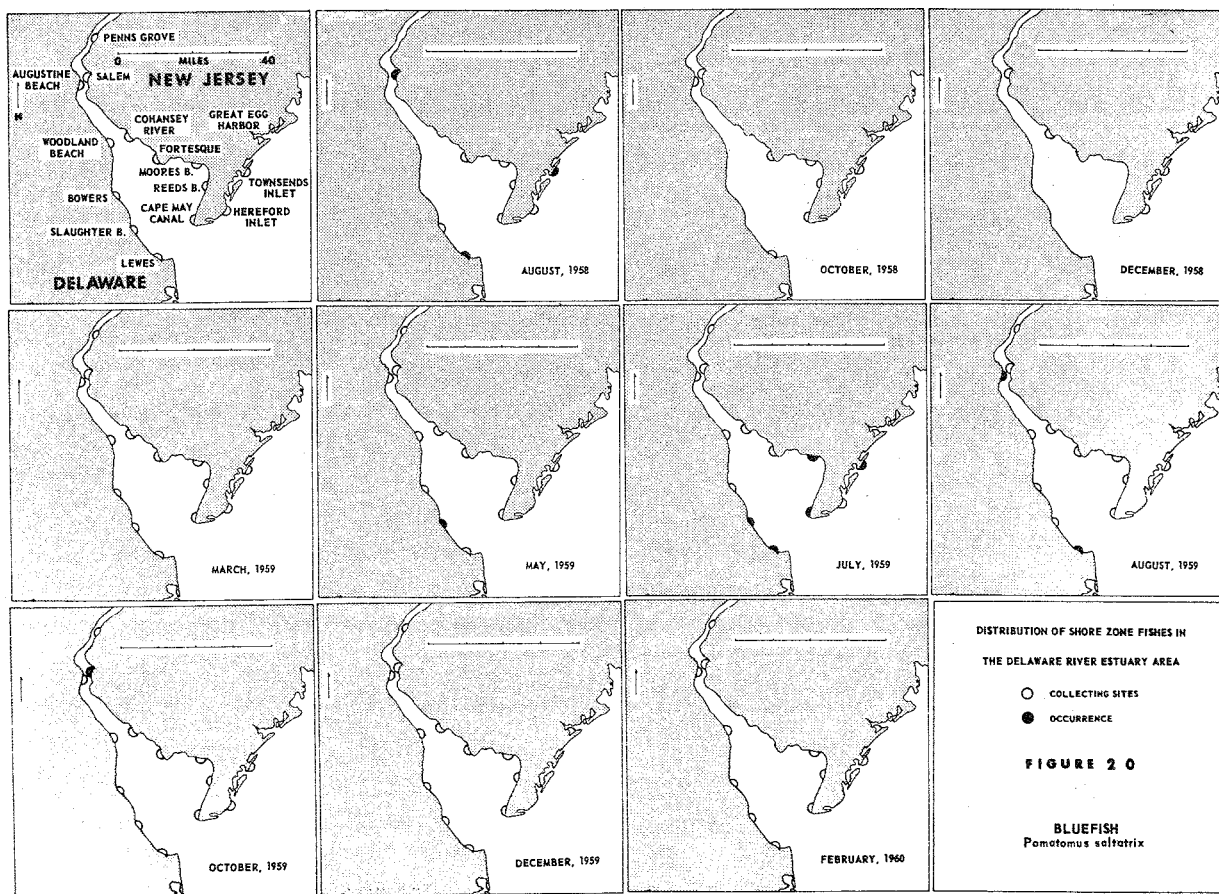 PENNS GROVE
0 MILES 40
AUGUSTINE
BEACH
SALEM
NEW JERSEY
N
COHANSEY
RIVER
GREAT EGG
HARBOR
WOODLAND
BEACH
FORTESQUE
MOORES B.
REEDS B.
TOWNSENDS
INLET
BOWERS
CAPE MAY
CANAL
HEREFORD
INLET
SLAUGHTER B.
LEWES
DELAWARE
AUGUST, 1958
OCTOBER, 1958
DECEMBER, 1958
MARCH, 1959
MAY, 1959
JULY, 1959
AUGUST, 1959
OCTOBER, 1959
DECEMBER, 1959
FEBRUARY, 1960
DISTRIBUTION OF SHORE ZONE FISHES IN
THE DELAWARE RIVER ESTUARY AREA
COLLECTING SITES
OCCURRENCE
FIGURE 20
BLUEFISH
Pomatomus saltatrix